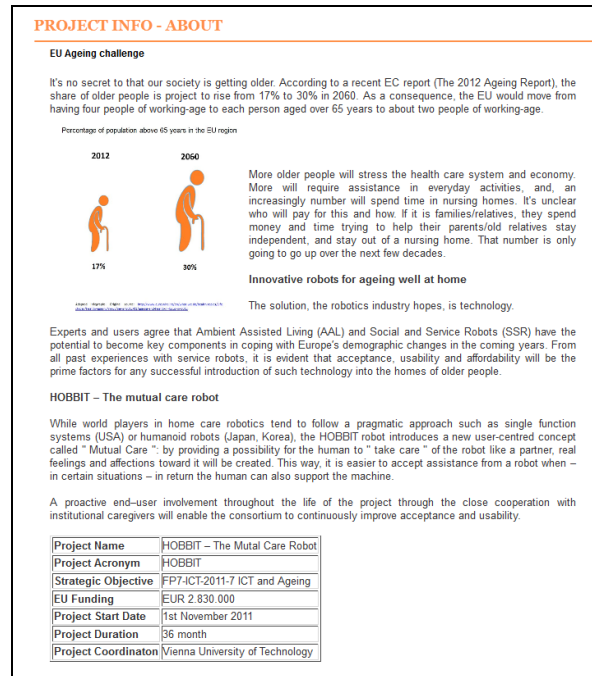 PROJECT INFO - ABOUT
EU Ageing challenge
It's no secret to that our society is getting older. According to a recent EC report (The 2012 Ageing Report), the
share of older people is project to rise from 17% to 30% in 2060. As a consequence, the EU would move from
having four people of working-age to each person aged over 65 years to about two people of working-age.
Percentage of population above 65 years in the EU region
2012 2060
17% 30%
More older people will stress the health care system and economy.
More will require assistance in everyday activities, and, an
increasingly number will spend time in nursing homes. It's unclear
who will pay for this and how. If it is families/relatives, they spend
money and time trying to help their parents/old relatives stay
independent, and stay out of a nursing home. That number is only
going to go up over the next few decades.
Innovative robots for ageing well at home
The solution, the robotics industry hopes, is technology.
Experts and users agree that Ambient Assisted Living (AAL) and Social and Service Robots (SSR) have the
potential to become key components in coping with Europe's demographic changes in the coming years. From
all past experiences with service robots, it is evident that acceptance, usability and affordability will be the
prime factors for any successful introduction of such technology into the homes of older people.
HOBBIT – The mutual care robot
While world players in home care robotics tend to follow a pragmatic approach such as single function
systems (USA) or humanoid robots (Japan, Korea), the HOBBIT robot introduces a new user-centred concept
called " Mutual Care ": by providing a possibility for the human to " take care " of the robot like a partner, real
feelings and affections toward it will be created. This way, it is easier to accept assistance from a robot when –
in certain situations – in return the human can also support the machine.
A proactive end–user involvement throughout the life of the project through the close cooperation with
institutional caregivers will enable the consortium to continuously improve acceptance and usability.
Project Name HOBBIT – The Mutal Care Robot
Project Acronym HOBBIT
Strategic Objective FP7-ICT-2011-7 ICT and Ageing
EU Funding EUR 2.830.000
Project Start Date 1st November 2011
Project Duration 36 month
Project Coordinaton Vienna University of Technology